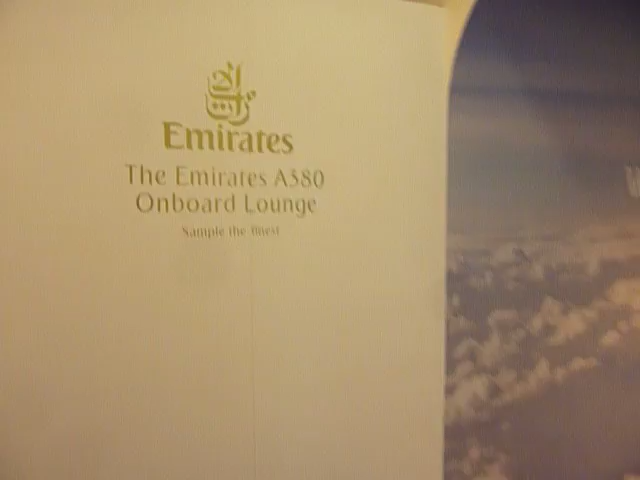 Emirates
The Emirates A380
Onboard Lounge
Sample the finest